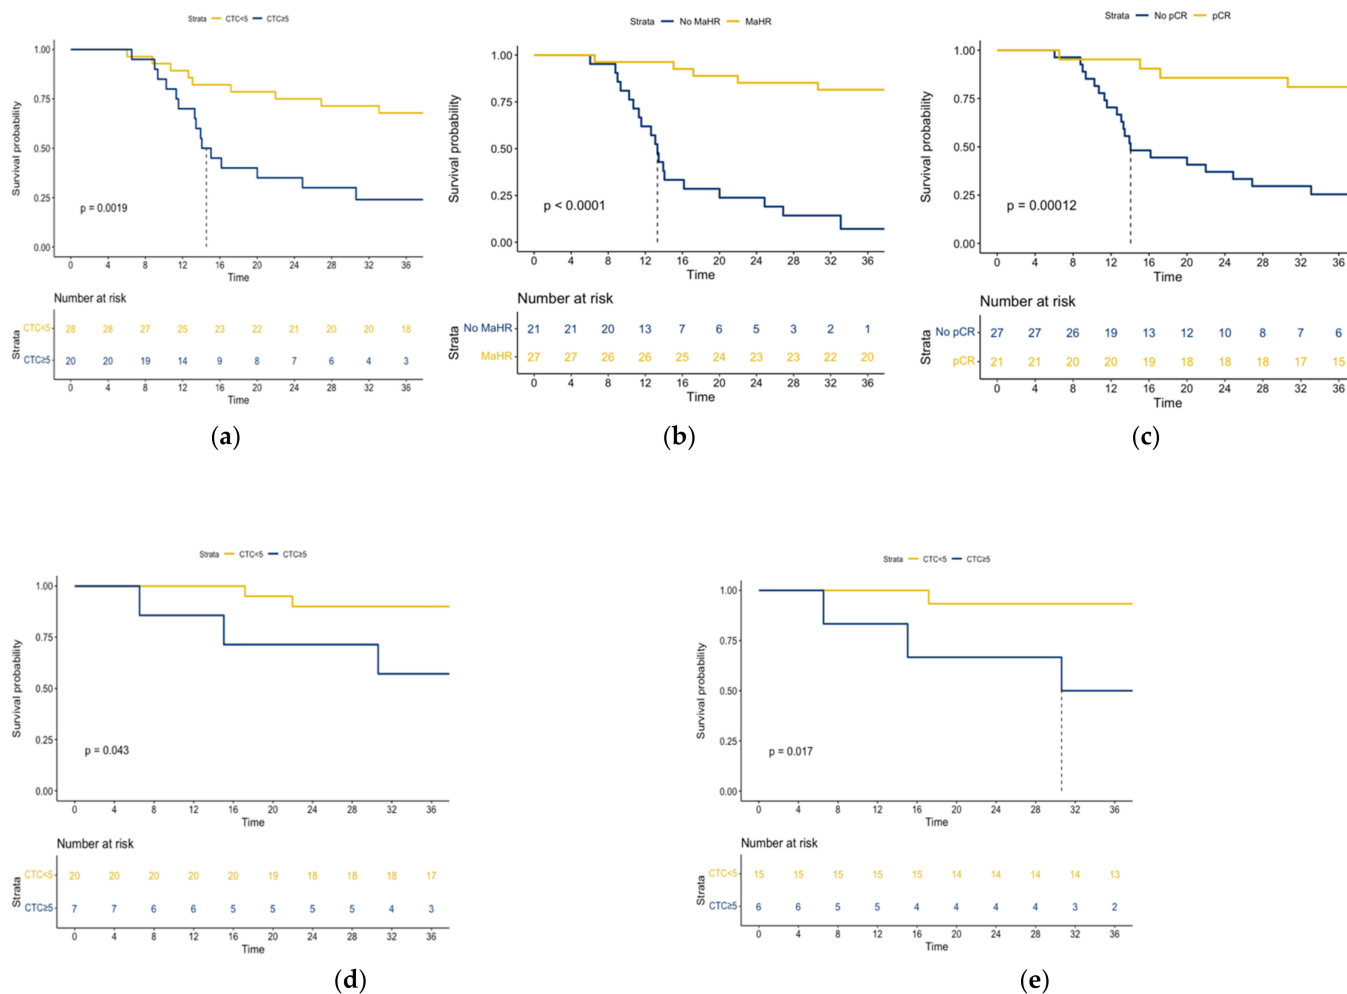 Strata CTC<5 CTC≥5
Survival probability
1.00
0.75
0.50
0.25
0.00
p = 0.0019
0 4 8 12 16 20 24 28 32 36
Time
Number at risk
Strata
CTC<5 28 28 27 25 23 22 21 20 20 18
CTC≥5 20 20 19 14 9 8 7 6 4 3
0 4 8 12 16 20 24 28 32 36
Time
(a)
Strata No MaHR MaHR
Survival probability
1.00
0.75
0.50
0.25
0.00
p < 0.0001
0 4 8 12 16 20 24 28 32 36
Time
Number at risk
Strata
No MaHR 21 21 20 13 7 6 5 3 2 1
MaHR 27 27 26 26 25 24 23 23 22 20
0 4 8 12 16 20 24 28 32 36
Time
(b)
Strata No pCR pCR
Survival probability
1.00
0.75
0.50
0.25
0.00
p = 0.00012
0 4 8 12 16 20 24 28 32 36
Time
Number at risk
Strata
No pCR 27 27 26 19 13 12 10 8 7 6
pCR 21 21 20 20 19 18 18 18 17 15
0 4 8 12 16 20 24 28 32 36
Time
(c)
Strata CTC<5 CTC≥5
Survival probability
1.00
0.75
0.50
0.25
0.00
p = 0.043
0 4 8 12 16 20 24 28 32 36
Time
Number at risk
Strata
CTC<5 20 20 20 20 20 19 18 18 18 17
CTC≥5 7 7 6 6 5 5 5 5 4 3
0 4 8 12 16 20 24 28 32 36
Time
(d)
Strata CTC<5 CTC≥5
Survival probability
1.00
0.75
0.50
0.25
0.00
p = 0.017
0 4 8 12 16 20 24 28 32 36
Time
Number at risk
Strata
CTC<5 15 15 15 15 15 14 14 14 14 13
CTC≥5 6 6 5 5 4 4 4 4 3 2
0 4 8 12 16 20 24 28 32 36
Time
(e)